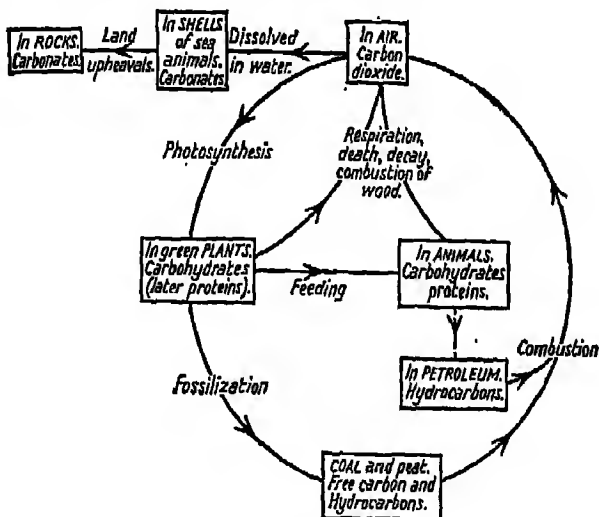 In ROCKS.
Carbonates.
Land
upheavals.
In SHELLS
of sea
animals.
Carbonates
Dissolved
in water.
In AIR.
Carbon
dioxide.
Photosynthesis
Respiration,
death, decay,
combustion of
wood.
In green PLANTS.
Carbohydrates
(later proteins).
Feeding
In ANIMALS.
Carbohydrates
proteins.
Combustion
In PETROLEUM.
Hydrocarbons.
Fossilization
COAL and peat.
Free carbon and
Hydrocarbons.